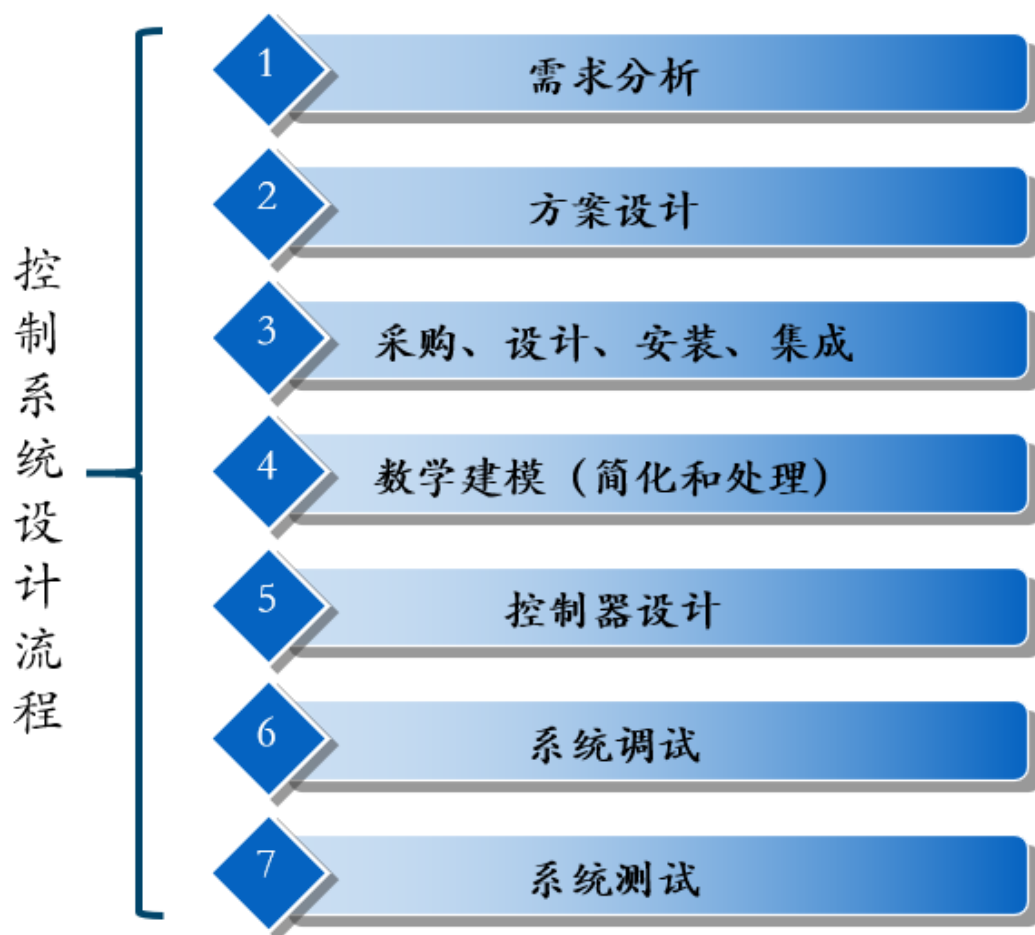 控制系统设计流程
1 需求分析
2 方案设计
3 采购、设计、安装、集成
4 数学建模（简化和处理）
5 控制器设计
6 系统调试
7 系统测试